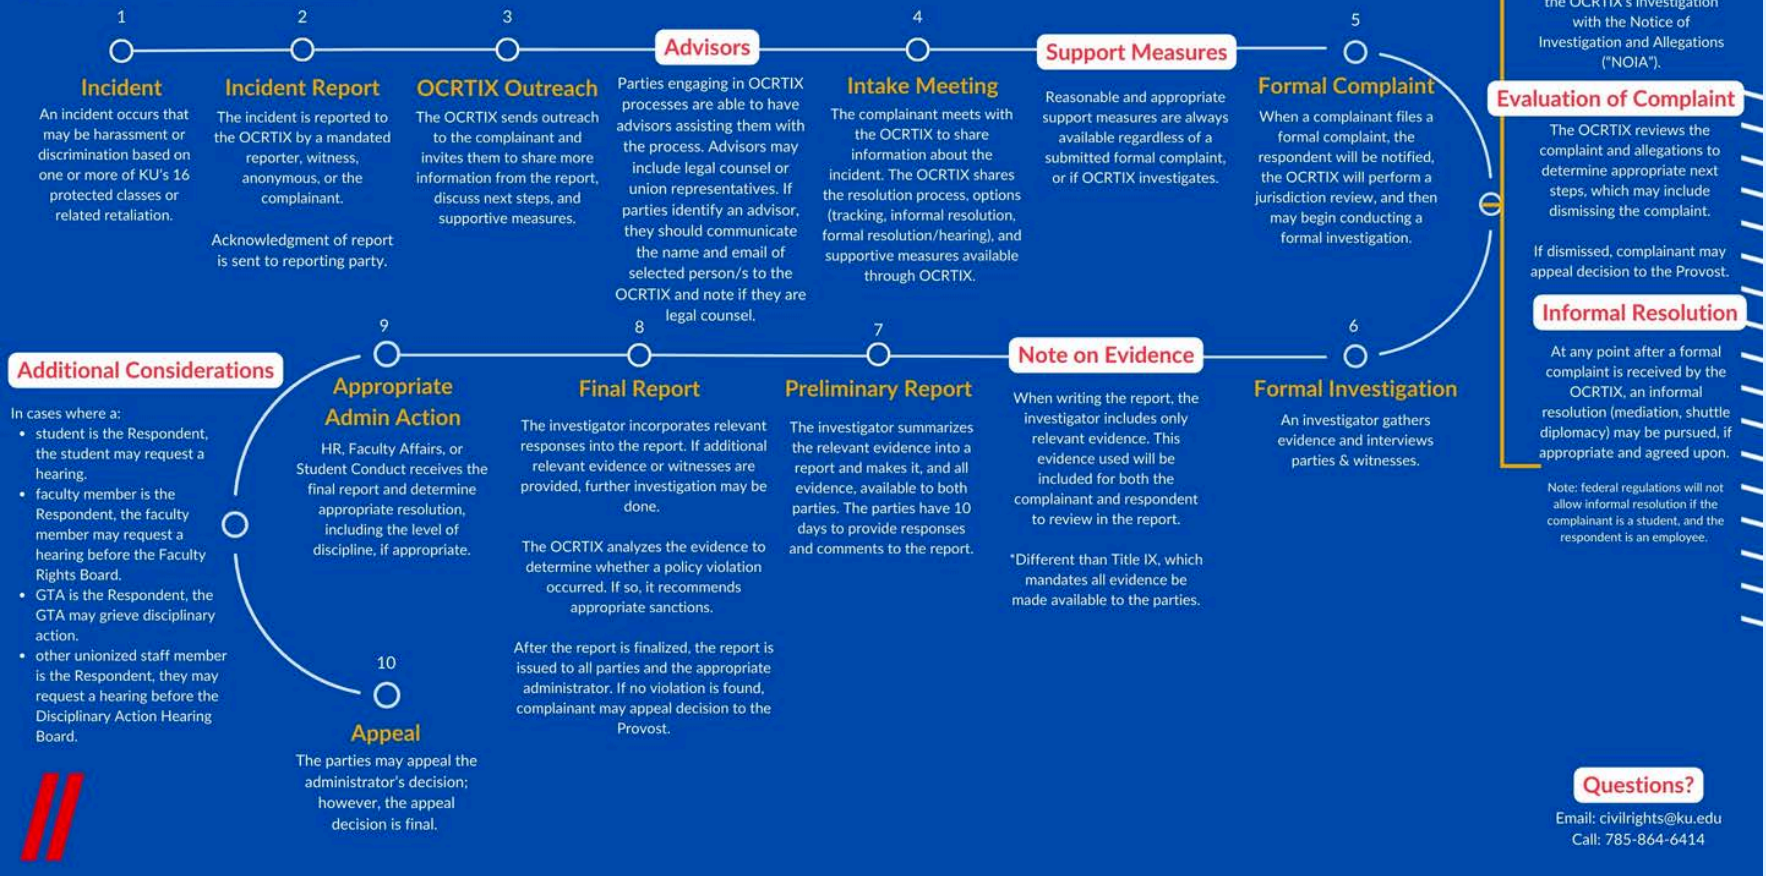 1
Incident
An incident occurs that
may be harassment or
discrimination based on
one or more of KU's 16
protected classes or
related retaliation.
2
Incident Report
The incident is reported to
the OCRTIX by a mandated
reporter, witness,
anonymous, or the
complainant.
Acknowledgment of report
is sent to reporting party.
3
OCRTIX Outreach
The OCRTIX sends outreach
to the complainant and
invites them to share more
information from the report,
discuss next steps, and
supportive measures.
Advisors
Parties engaging in OCRTIX
processes are able to have
advisors assisting them with
the process. Advisors may
include legal counsel or
union representatives. If
parties identify an advisor,
they should communicate
the name and email of
selected person/s to the
OCRTIX and note if they are
legal counsel.
4
Intake Meeting
The complainant meets with
the OCRTIX to share
information about the
incident. The OCRTIX shares
the resolution process, options
(tracking, informal resolution,
formal resolution/hearing), and
supportive measures available
through OCRTIX.
Support Measures
Reasonable and appropriate
support measures are always
available regardless of a
submitted formal complaint,
or if OCRTIX investigates.
5
Formal Complaint
When a complainant files a
formal complaint, the
respondent will be notified,
the OCRTIX will perform a
jurisdiction review, and then
may begin conducting a
formal investigation.
the OCRTIX's investigation
with the Notice of
Investigation and Allegations
("NOIA").
Evaluation of Complaint
The OCRTIX reviews the
complaint and allegations to
determine appropriate next
steps, which may include
dismissing the complaint.
If dismissed, complainant may
appeal decision to the Provost.
Informal Resolution
At any point after a formal
complaint is received by the
OCRTIX, an informal
resolution (mediation, shuttle
diplomacy) may be pursued, if
appropriate and agreed upon.
Note: federal regulations will not
allow informal resolution if the
complainant is a student, and the
respondent is an employee.
6
Formal Investigation
An investigator gathers
evidence and interviews
parties & witnesses.
Note on Evidence
When writing the report, the
investigator includes only
relevant evidence. This
evidence used will be
included for both the
complainant and respondent
to review in the report.
*Different than Title IX, which
mandates all evidence be
made available to the parties.
7
Preliminary Report
The investigator summarizes
the relevant evidence into a
report and makes it, and all
evidence, available to both
parties. The parties have 10
days to provide responses
and comments to the report.
8
Final Report
The investigator incorporates relevant
responses into the report. If additional
relevant evidence or witnesses are
provided, further investigation may be
done.
The OCRTIX analyzes the evidence to
determine whether a policy violation
occurred. If so, it recommends
appropriate sanctions.
After the report is finalized, the report is
issued to all parties and the appropriate
administrator. If no violation is found,
complainant may appeal decision to the
Provost.
9
Appropriate
Admin Action
HR, Faculty Affairs, or
Student Conduct receives the
final report and determine
appropriate resolution,
including the level of
discipline, if appropriate.
Additional Considerations
In cases where a:
• student is the Respondent,
the student may request a
hearing.
• faculty member is the
Respondent, the faculty
member may request a
hearing before the Faculty
Rights Board.
• GTA is the Respondent, the
GTA may grieve disciplinary
action.
• other unionized staff member
is the Respondent, they may
request a hearing before the
Disciplinary Action Hearing
Board.
10
Appeal
The parties may appeal the
administrator's decision;
however, the appeal
decision is final.
Questions?
Email: civilrights@ku.edu
Call: 785-864-6414